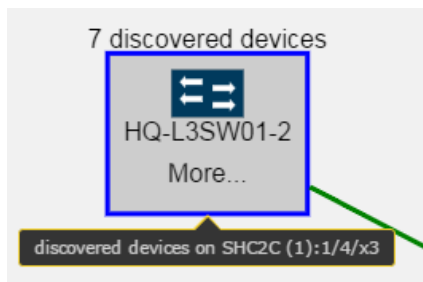 7 discovered devices
HQ-L3SW01-2
More...
discovered devices on SHC2C (1):1/4/x3